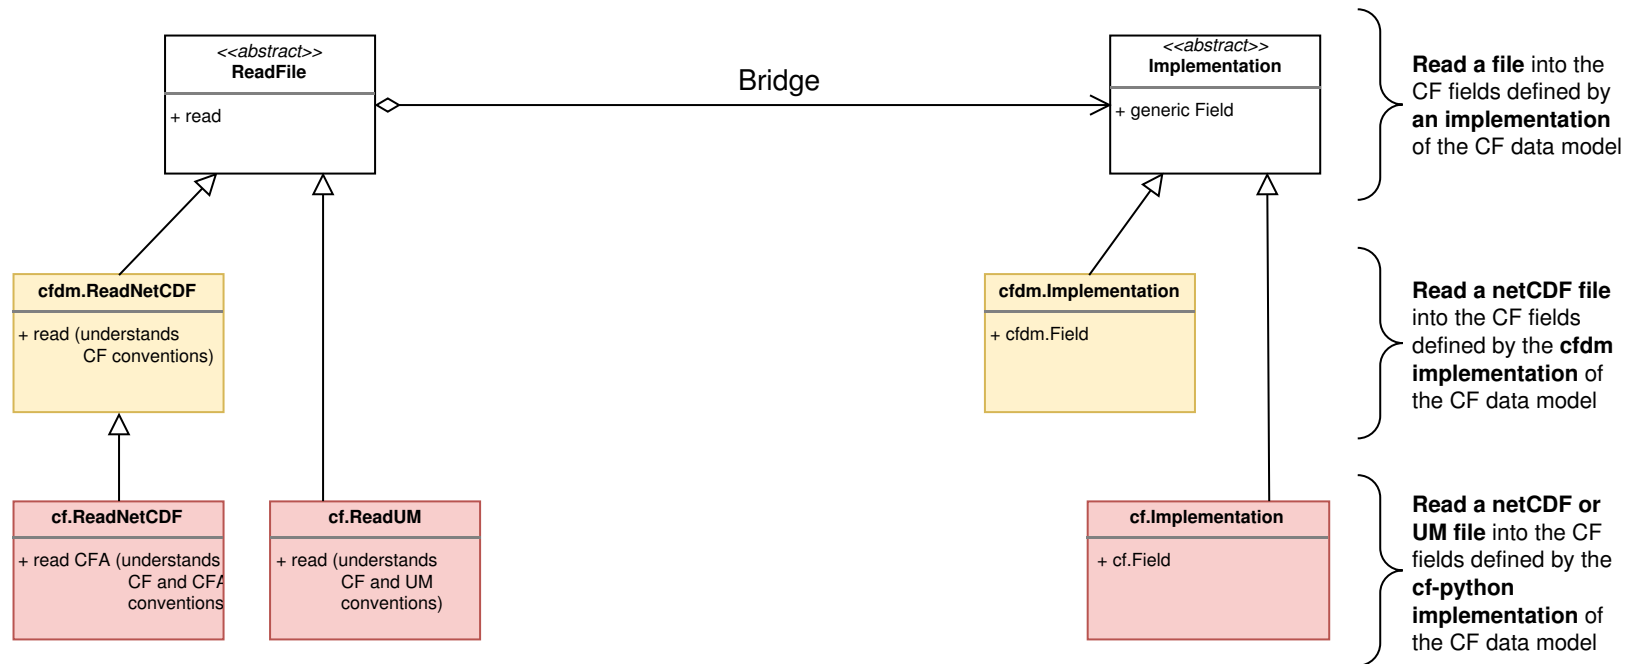 <<abstract>>
ReadFile
+ read
Bridge
<<abstract>>
Implementation
+ generic Field
Read a file into the
CF fields defined by
an implementation
of the CF data model
cfdm.ReadNetCDF
+ read (understands
CF conventions)
cfdm.Implementation
+ cfdm.Field
Read a netCDF file
into the CF fields
defined by the cfdm
implementation of
the CF data model
cf.ReadNetCDF
+ read CFA (understands
CF and CFA
conventions
cf.ReadUM
+ read (understands
CF and UM
conventions)
cf.Implementation
+ cf.Field
Read a netCDF or
UM file into the CF
fields defined by the
cf-python
implementation of
the CF data model